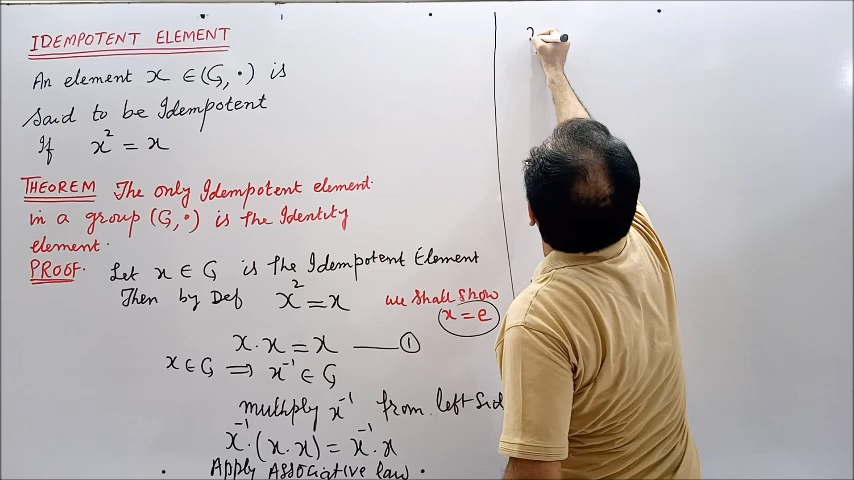 IDEMPOTENT ELEMENT
An element x ∈ (G, •) is
said to be Idempotent
If x² = x
THEOREM The only Idempotent element
in a group (G, •) is the Identity
element.
PROOF. Let x ∈ G is the Idempotent Element
Then by Def x² = x
we shall show
x = e
x · x = x —— ①
x ∈ G ⟹ x⁻¹ ∈ G
multply x⁻¹ from left Sid
x⁻¹ · (x · x) = x⁻¹ · x
Apply Associative law .